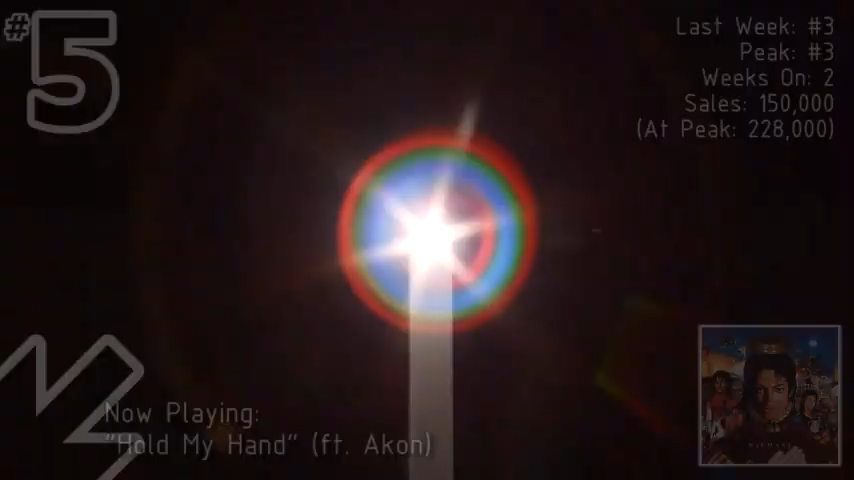 #5
Last Week: #3
Peak: #3
Weeks On: 2
Sales: 150,000
(At Peak: 228,000)
Now Playing:
"Hold My Hand" (ft. Akon)
MICHAEL